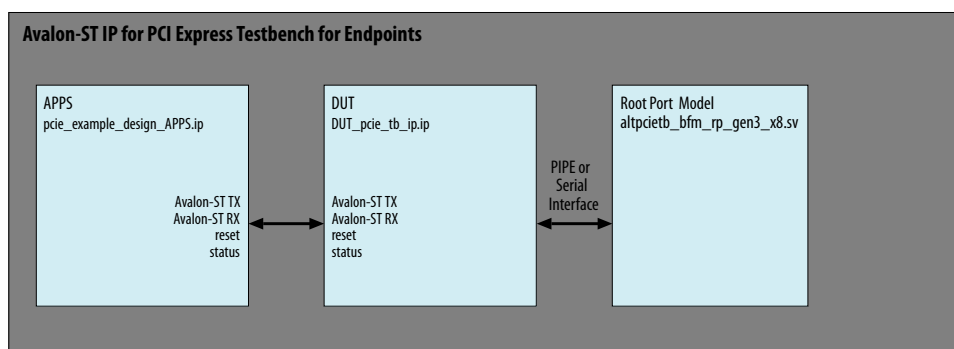 Avalon-ST IP for PCI Express Testbench for Endpoints
APPS
pcie_example_design_APPS.ip
Avalon-ST TX
Avalon-ST RX
reset
status
DUT
DUT_pcie_tb_ip.ip
Avalon-ST TX
Avalon-ST RX
reset
status
PIPE or
Serial
Interface
Root Port Model
altpcietb_bfm_rp_gen3_x8.sv